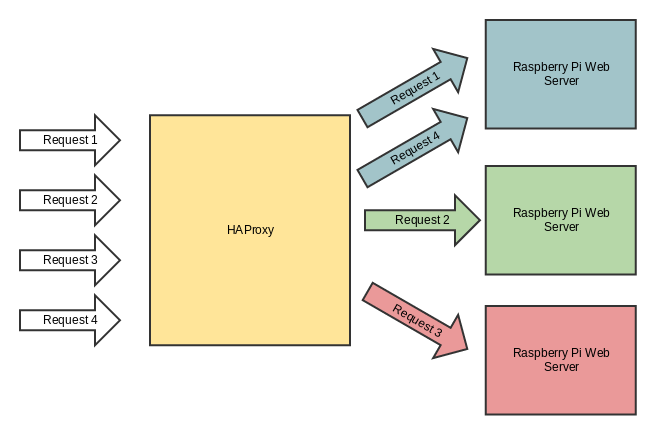 Request 1
Request 2
Request 3
Request 4
HAProxy
Request 1
Request 4
Request 2
Request 3
Raspberry Pi Web
Server
Raspberry Pi Web
Server
Raspberry Pi Web
Server